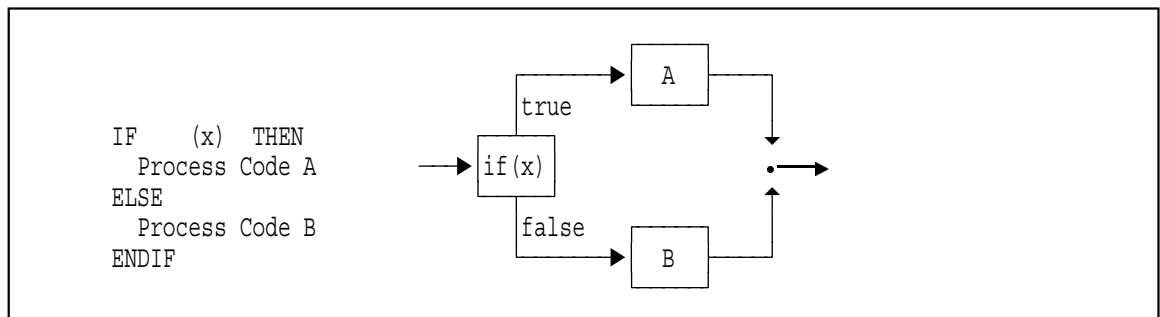 IF (x) THEN
Process Code A
ELSE
Process Code B
ENDIF
if(x)
true
A
false
B